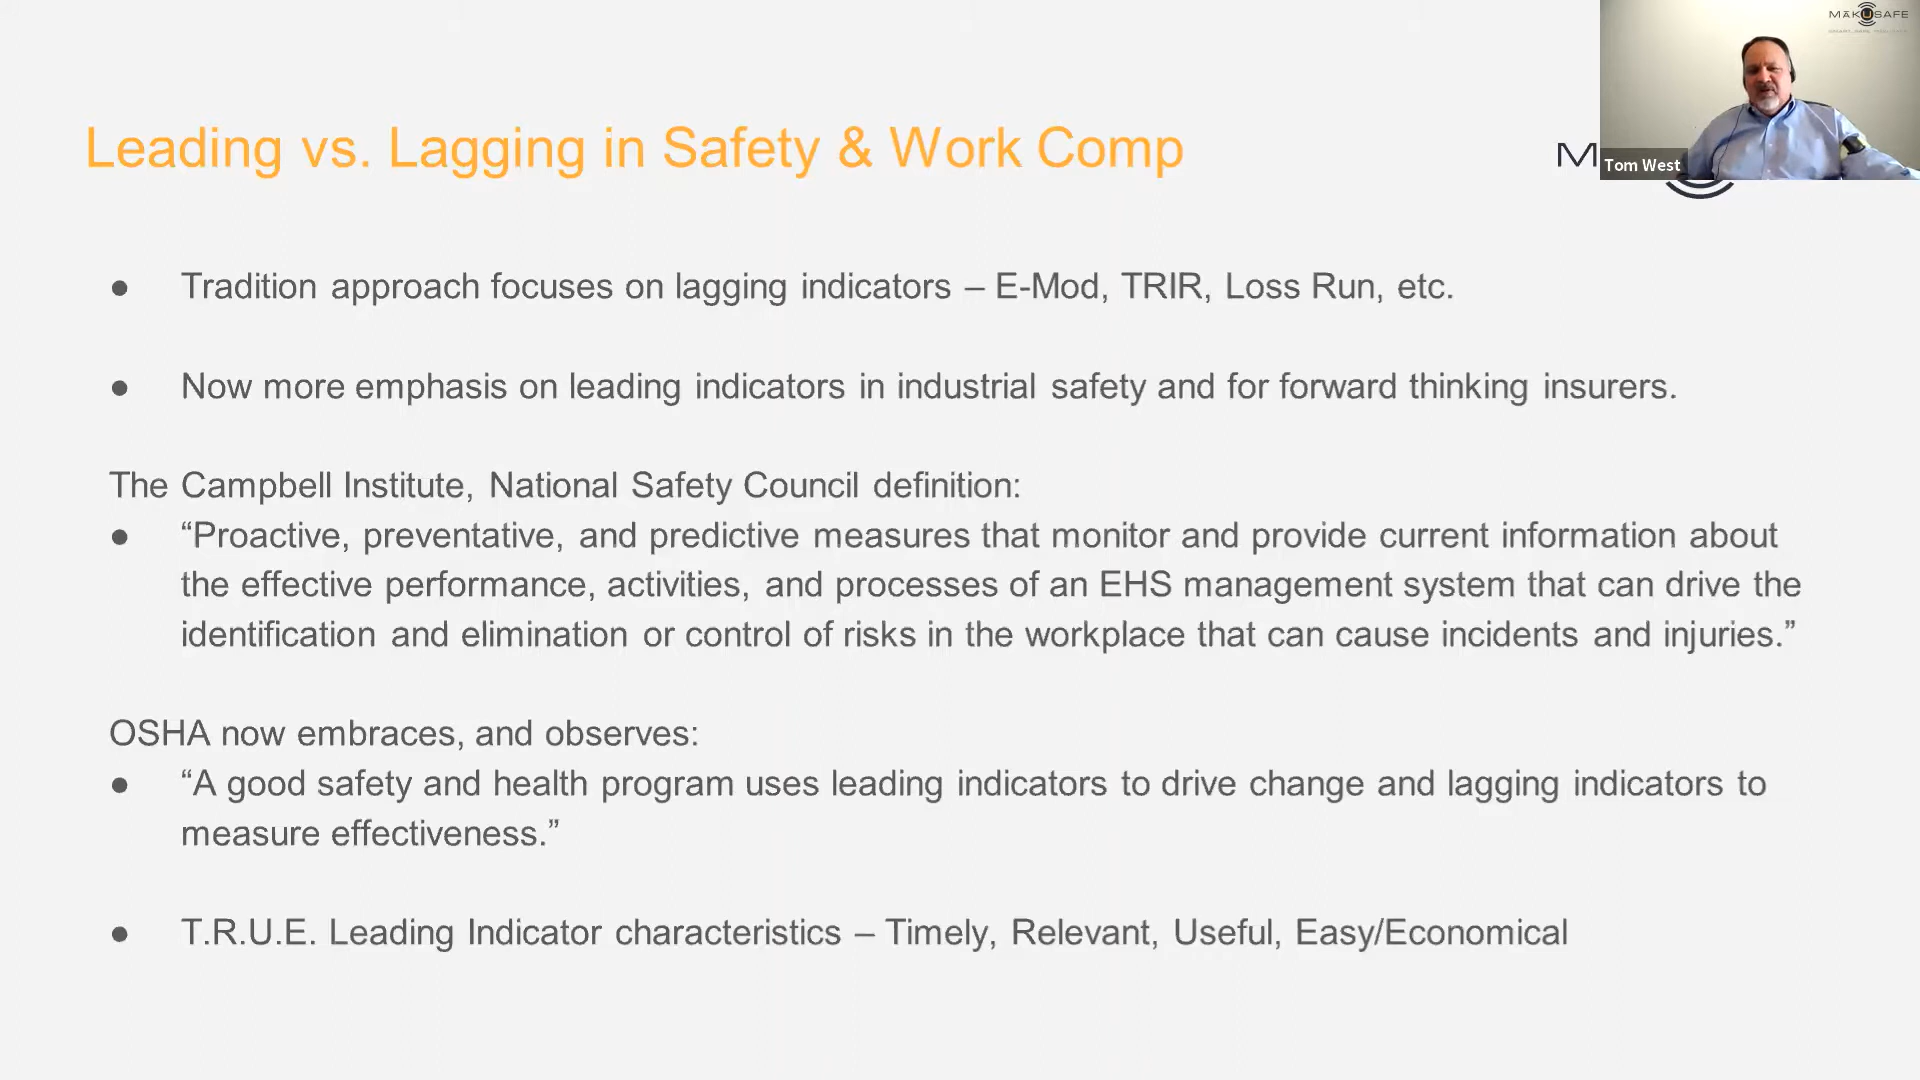 MĀKUSAFE
Leading vs. Lagging in Safety & Work Comp
M
Tom West
● Tradition approach focuses on lagging indicators – E-Mod, TRIR, Loss Run, etc.
● Now more emphasis on leading indicators in industrial safety and for forward thinking insurers.
The Campbell Institute, National Safety Council definition:
● “Proactive, preventative, and predictive measures that monitor and provide current information about
the effective performance, activities, and processes of an EHS management system that can drive the
identification and elimination or control of risks in the workplace that can cause incidents and injuries.”
OSHA now embraces, and observes:
● “A good safety and health program uses leading indicators to drive change and lagging indicators to
measure effectiveness.”
● T.R.U.E. Leading Indicator characteristics – Timely, Relevant, Useful, Easy/Economical